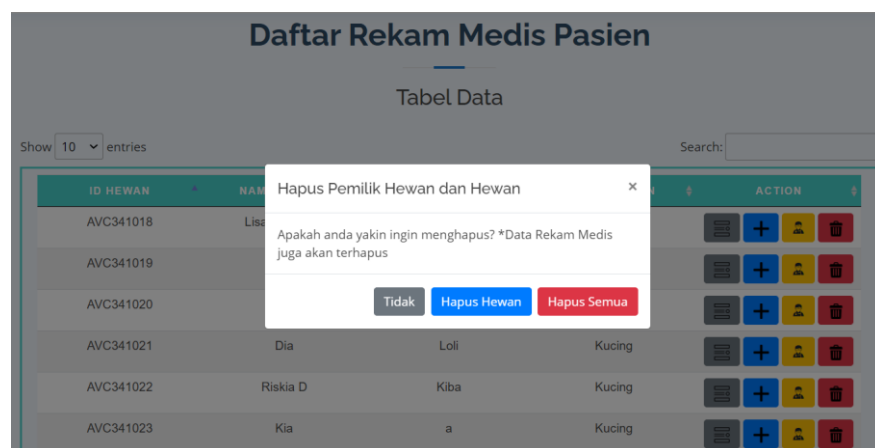 Daftar Rekam Medis Pasien
Tabel Data
Show 10 entries
Search:
ID HEWAN
ACTION
Hapus Pemilik Hewan dan Hewan ×
Apakah anda yakin ingin menghapus? *Data Rekam Medis
juga akan terhapus
Tidak Hapus Hewan Hapus Semua
AVC341018
AVC341019
AVC341020
AVC341021 Dia Loli Kucing
AVC341022 Riskia D Kiba Kucing
AVC341023 Kia a Kucing